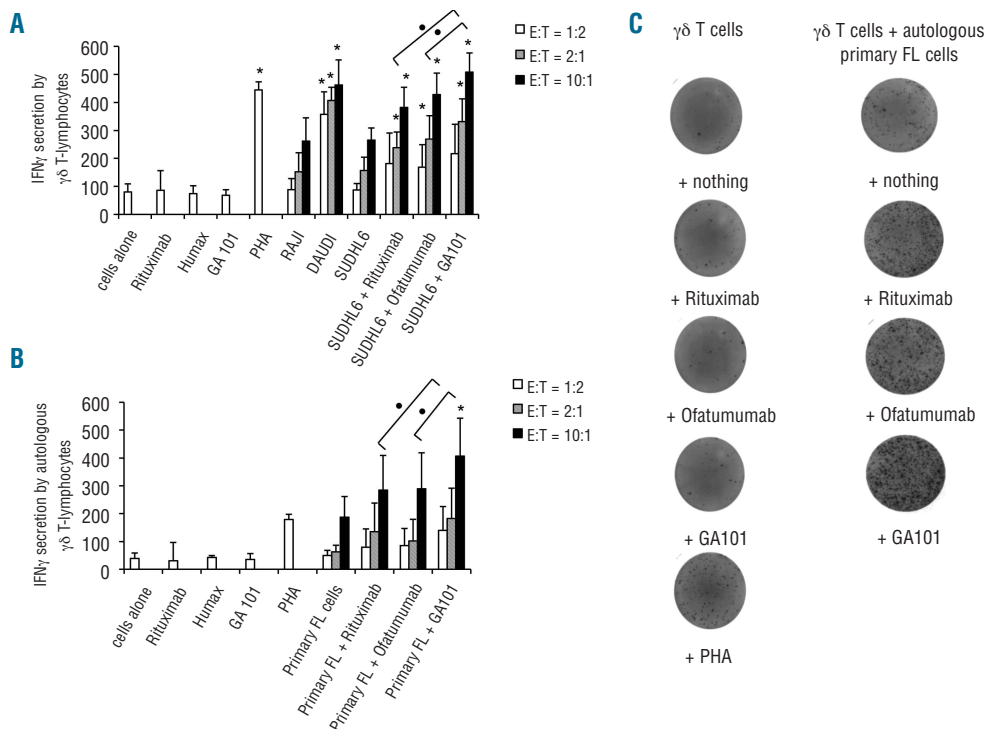 A
IFNγ secretion by
γδ T-lymphocytes
600
500
400
300
200
100
0
E:T = 1:2
E:T = 2:1
E:T = 10:1
* * * * * * * * * *
cells alone
Rituximab
Humax
GA 101
PHA
RAJI
DAUDI
SUDHL6
SUDHL6 + Rituximab
SUDHL6 + Ofatumumab
SUDHL6 + GA101
B
IFNγ secretion by autologous
γδ T-lymphocytes
600
500
400
300
200
100
0
E:T = 1:2
E:T = 2:1
E:T = 10:1
*
cells alone
Rituximab
Humax
GA 101
PHA
Primary FL cells
Primary FL + Rituximab
Primary FL + Ofatumumab
Primary FL + GA101
C
γδ T cells
γδ T cells + autologous
primary FL cells
+ nothing
+ nothing
+ Rituximab
+ Rituximab
+ Ofatumumab
+ Ofatumumab
+ GA101
+ GA101
+ PHA